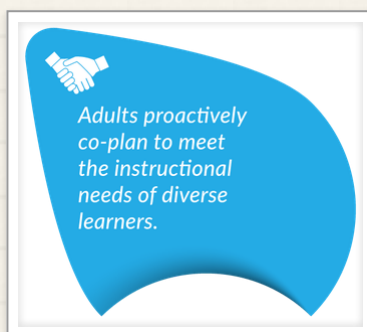 Adults proactively
co-plan to meet
the instructional
needs of diverse
learners.